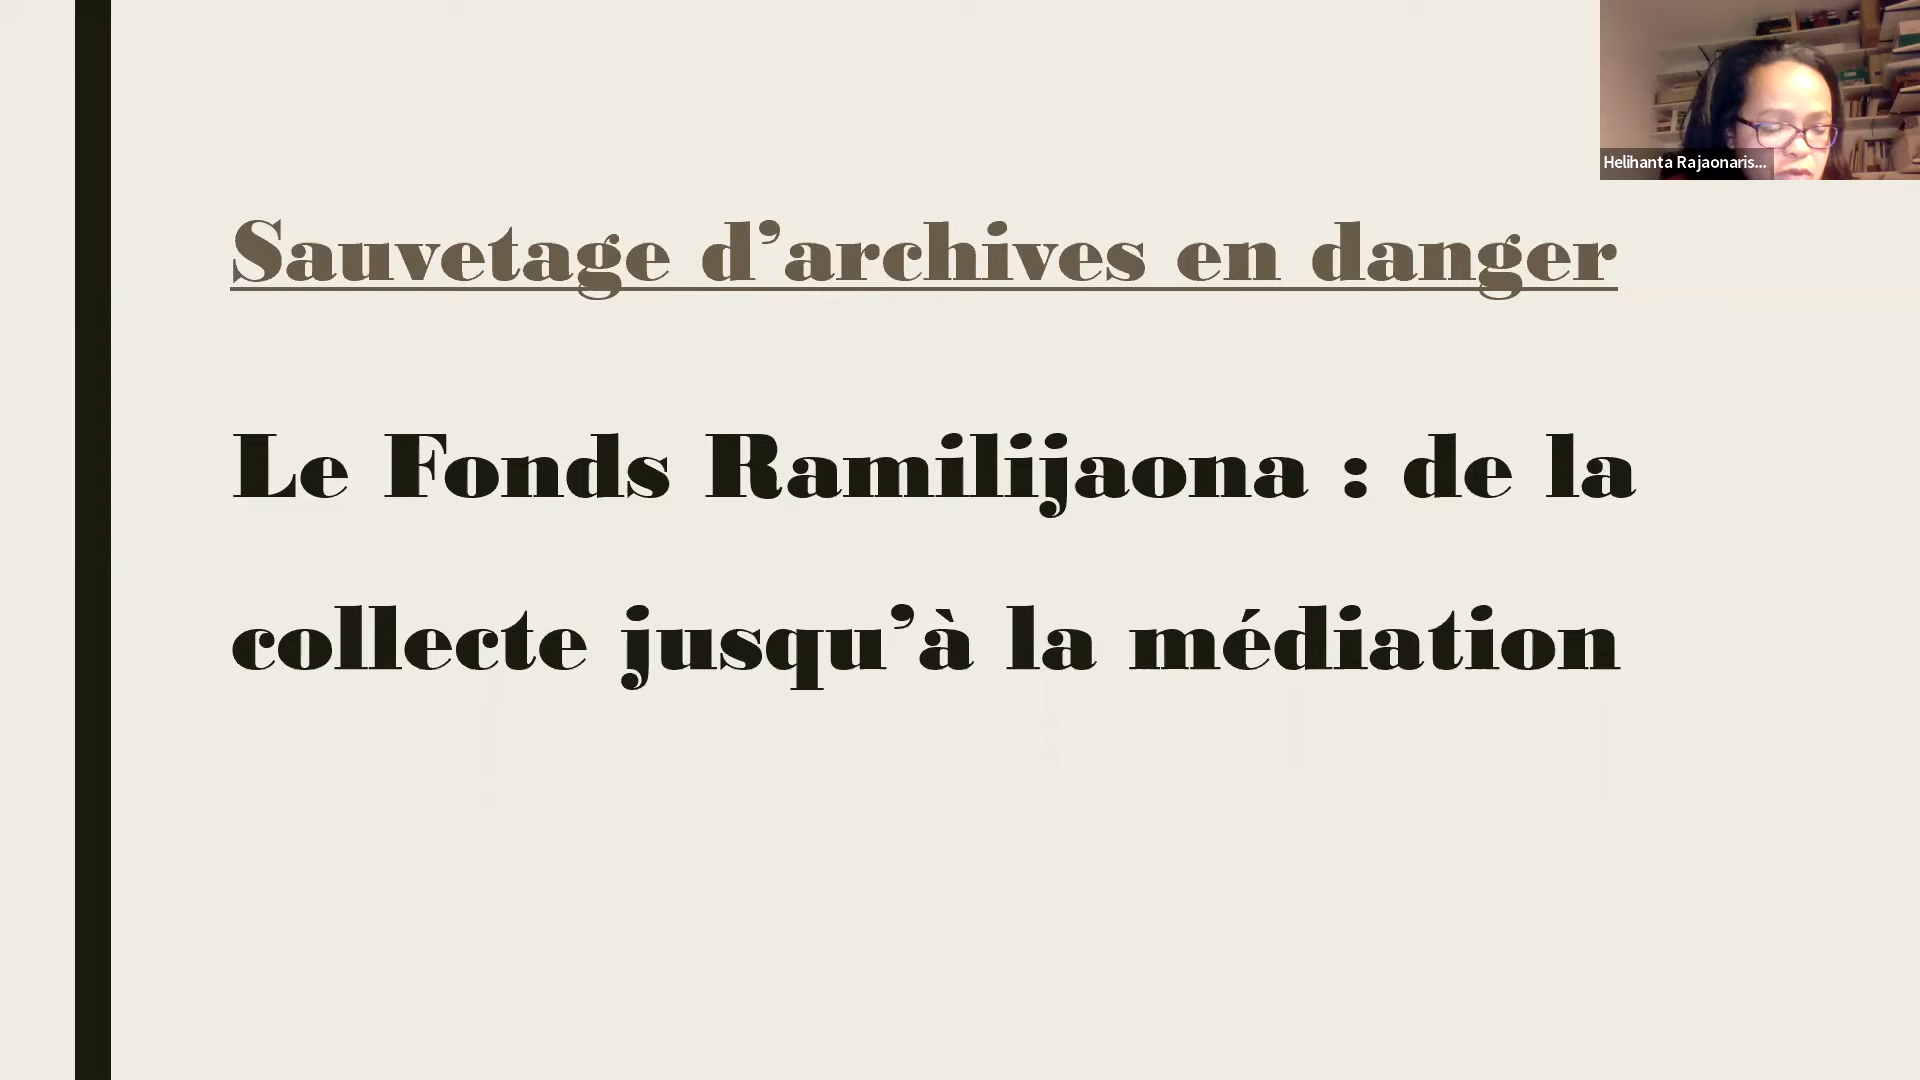 Helihanta Rajaonaris...
Sauvetage d’archives en danger
Le Fonds Ramilijaona : de la
collecte jusqu’à la médiation